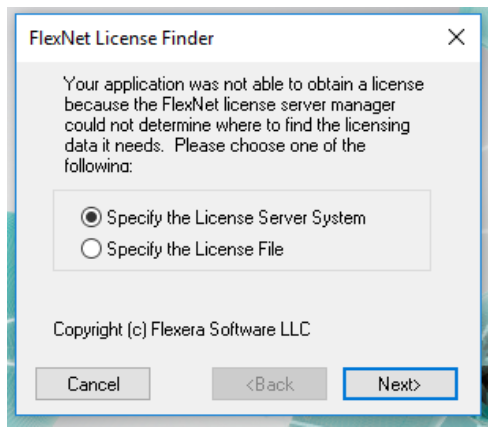 FlexNet License Finder
Your application was not able to obtain a license
because the FlexNet license server manager
could not determine where to find the licensing
data it needs.  Please choose one of the
following:
Specify the License Server System
Specify the License File
Copyright (c) Flexera Software LLC
Cancel
<Back
Next>